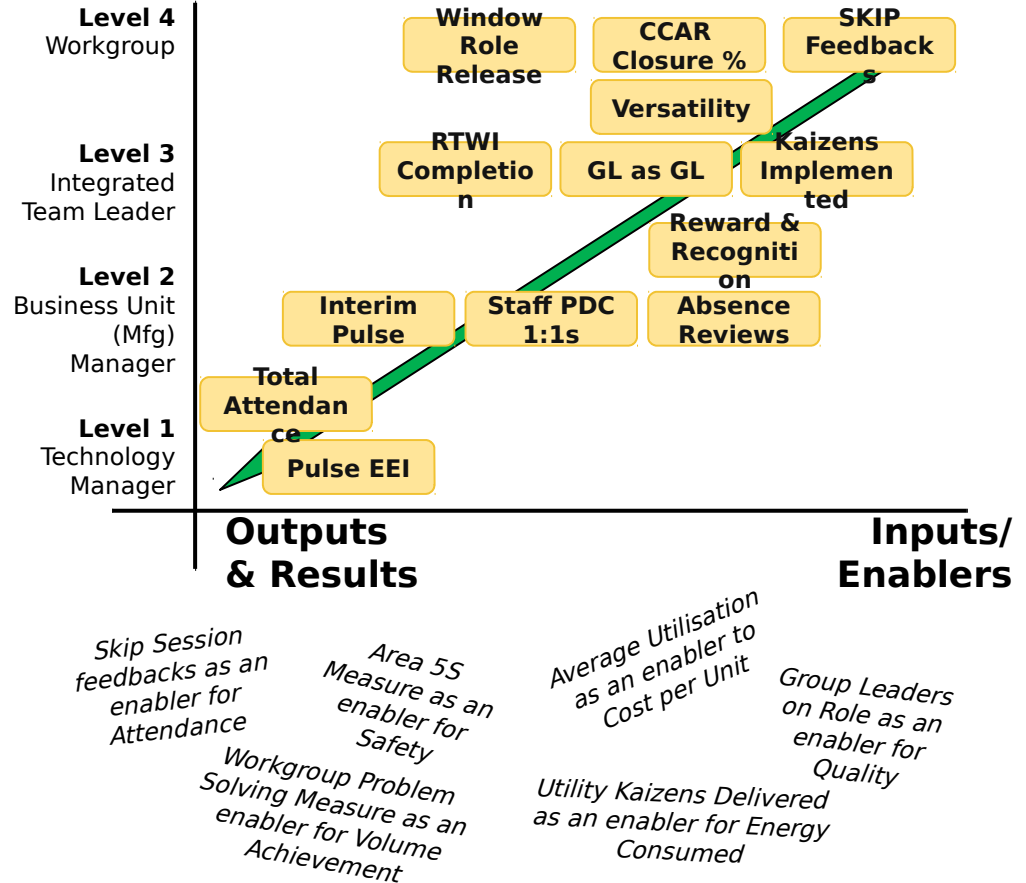 Level 4
Workgroup
Window
Role
Release
CCAR
Closure %
SKIP
Feedback
s
Versatility
Level 3
Integrated
Team Leader
RTWI
Completio
n
GL as GL
Kaizens
Implemen
ted
Reward &
Recogniti
on
Level 2
Business Unit
(Mfg)
Manager
Interim
Pulse
Staff PDC
1:1s
Absence
Reviews
Total
Attendan
ce
Level 1
Technology
Manager
Pulse EEI
Outputs
& Results
Inputs/
Enablers
Skip Session
feedbacks as an
enabler for
Attendance
Area 5S
Measure as an
enabler for
Safety
Average Utilisation
as an enabler to
Cost per Unit
Group Leaders
on Role as an
enabler for
Quality
Workgroup Problem
Solving Measure as an
enabler for Volume
Achievement
Utility Kaizens Delivered
as an enabler for Energy
Consumed